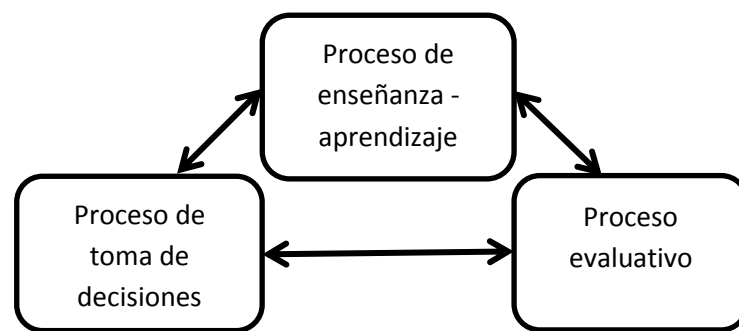 Proceso de
enseñanza -
aprendizaje
Proceso de
toma de
decisiones
Proceso
evaluativo